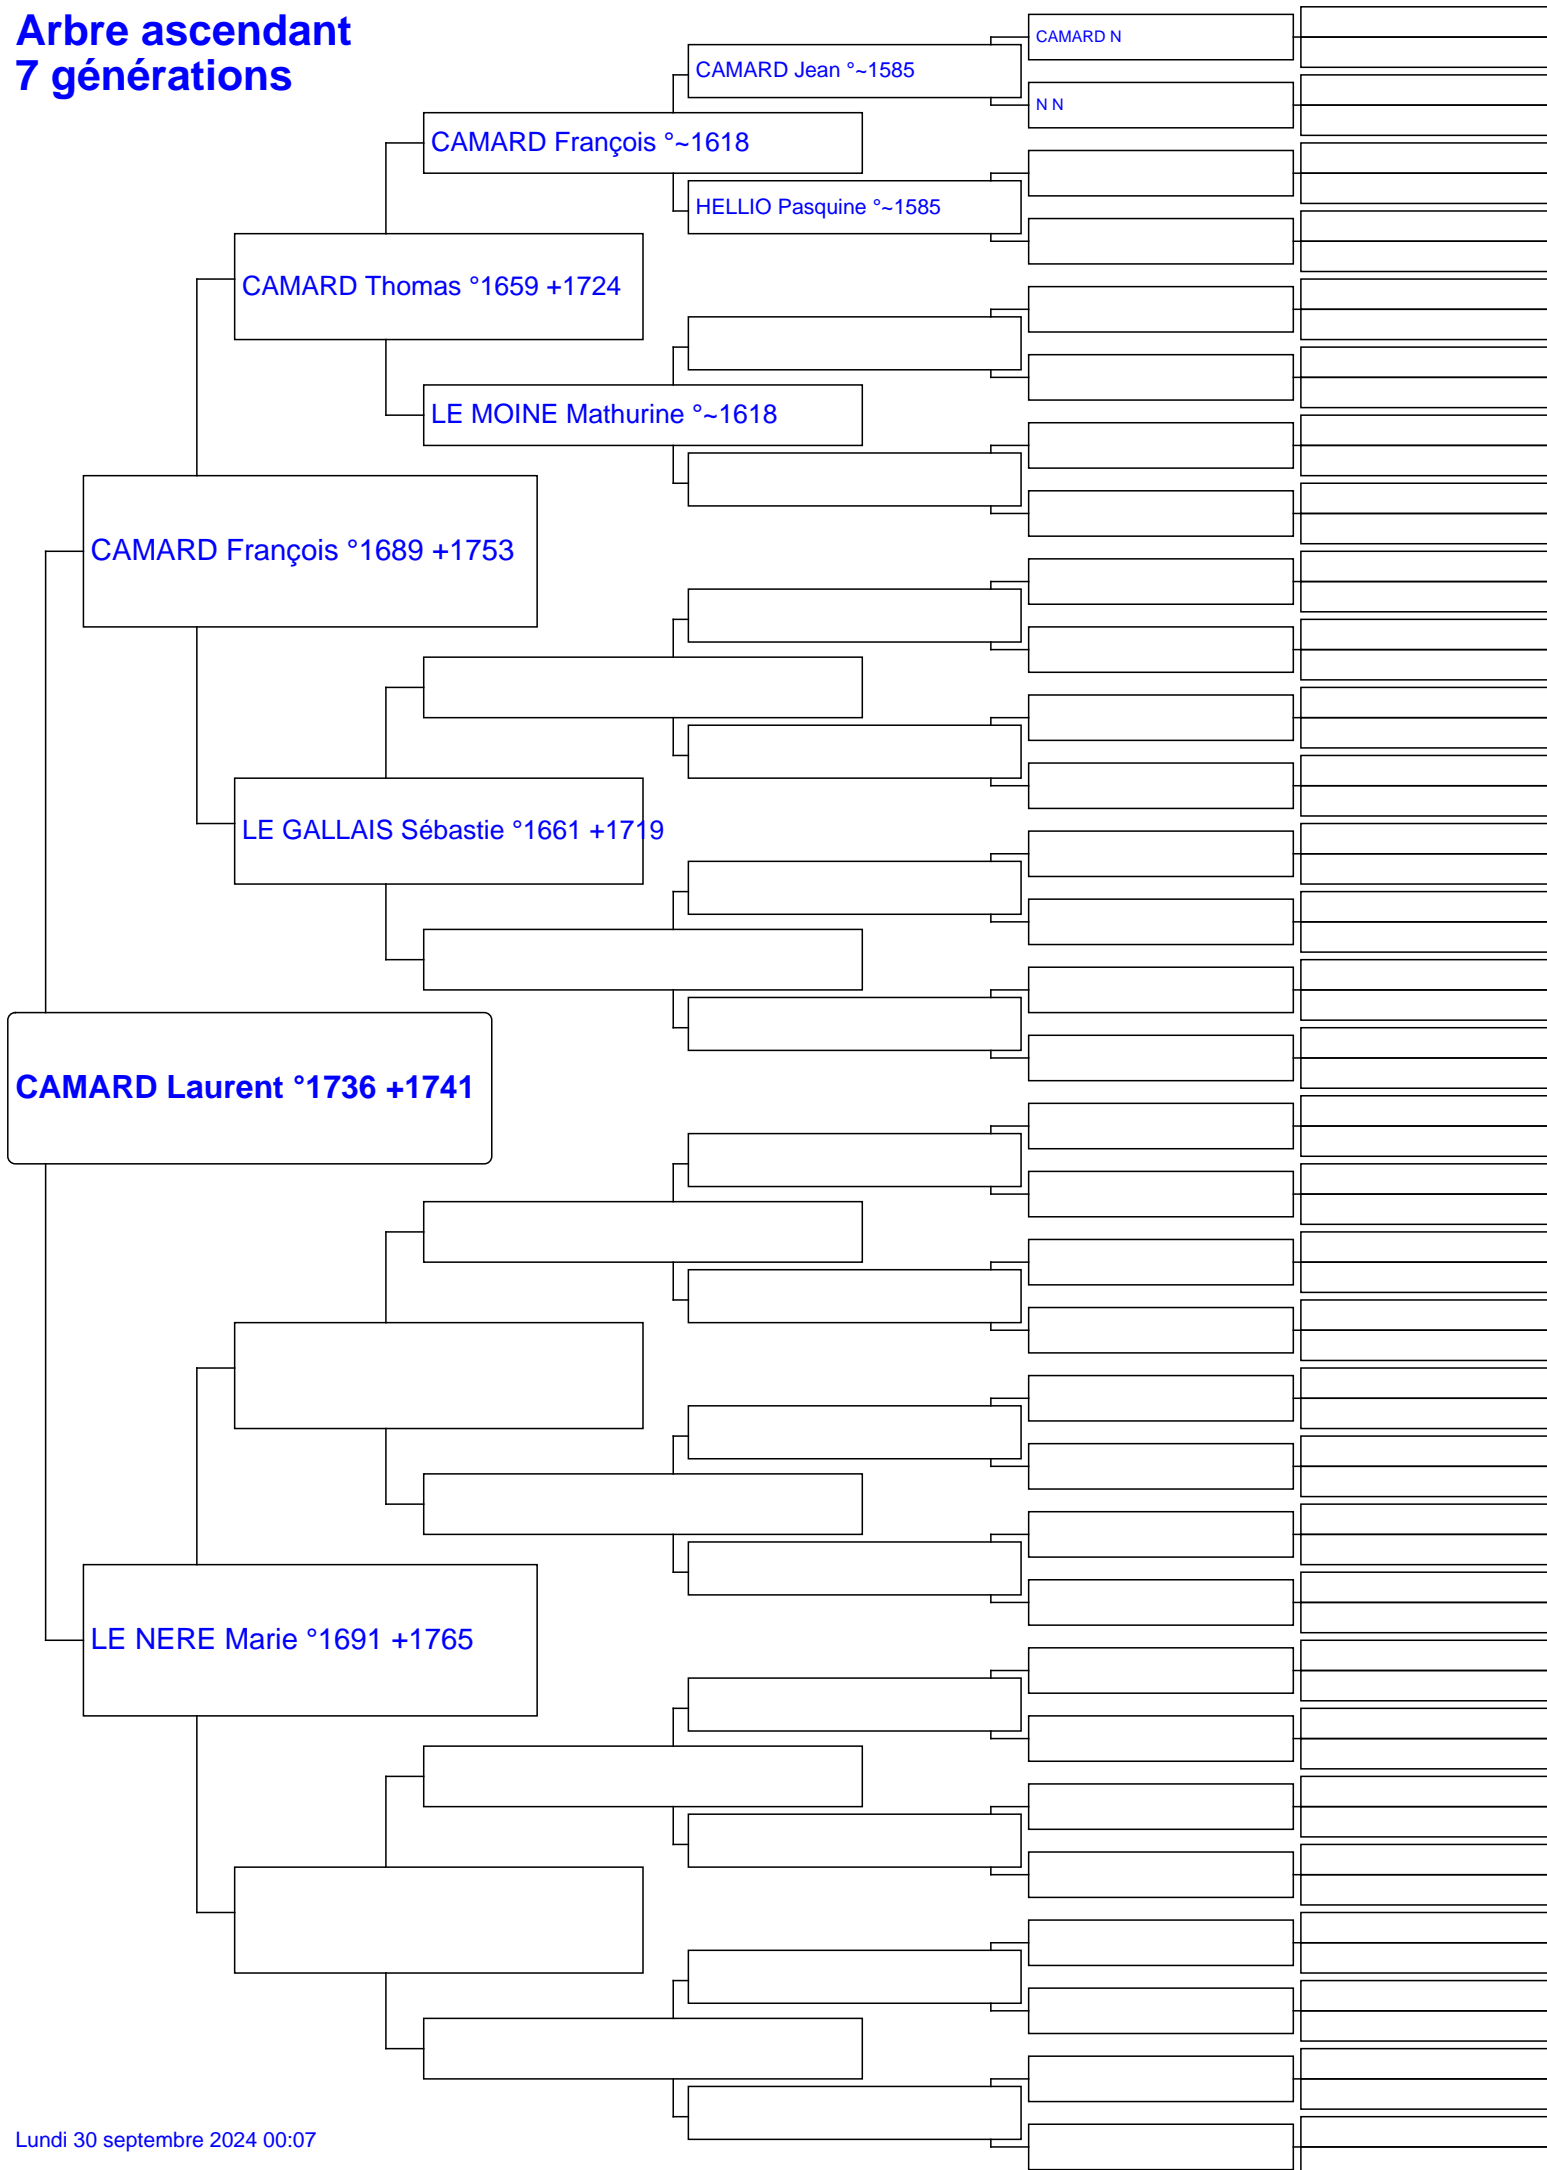 Arbre ascendant
7 générations
CAMARD N
CAMARD Jean °~1585
N N
CAMARD François °~1618
HELLIO Pasquine °~1585
CAMARD Thomas °1659 +1724
LE MOINE Mathurine °~1618
CAMARD François °1689 +1753
LE GALLAIS Sébastie °1661 +1719
CAMARD Laurent °1736 +1741
LE NERE Marie °1691 +1765
Lundi 30 septembre 2024 00:07